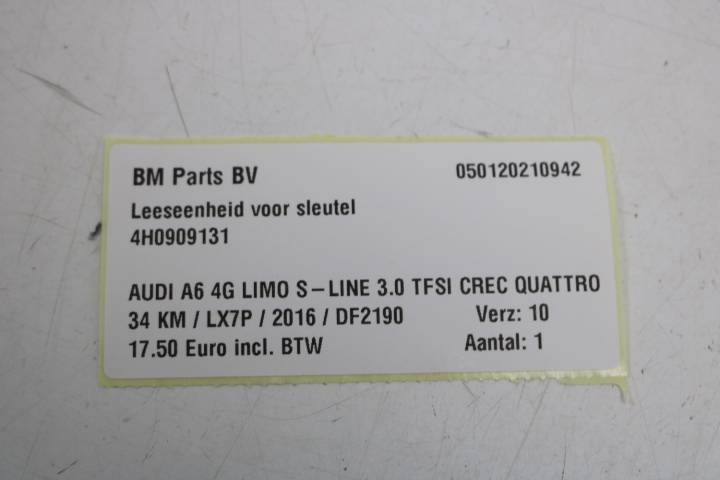 BM Parts BV 050120210942
Leeseenheid voor sleutel
4H0909131
AUDI A6 4G LIMO S-LINE 3.0 TFSI CREC QUATTRO
34 KM / LX7P / 2016 / DF2190 Verz: 10
17.50 Euro incl. BTW Aantal: 1